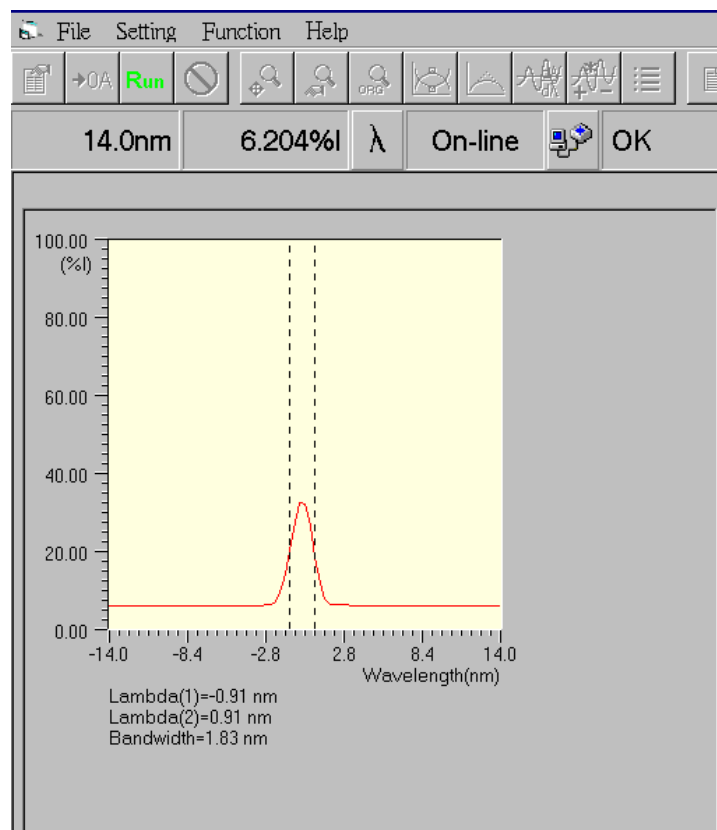 File Setting Function Help
→0A Run ORG dλ
14.0nm 6.204%I λ On-line OK
100.00
(%I)
80.00
60.00
40.00
20.00
0.00
-14.0 -8.4 -2.8 2.8 8.4 14.0
Wavelength(nm)
Lambda(1)=-0.91 nm
Lambda(2)=0.91 nm
Bandwidth=1.83 nm